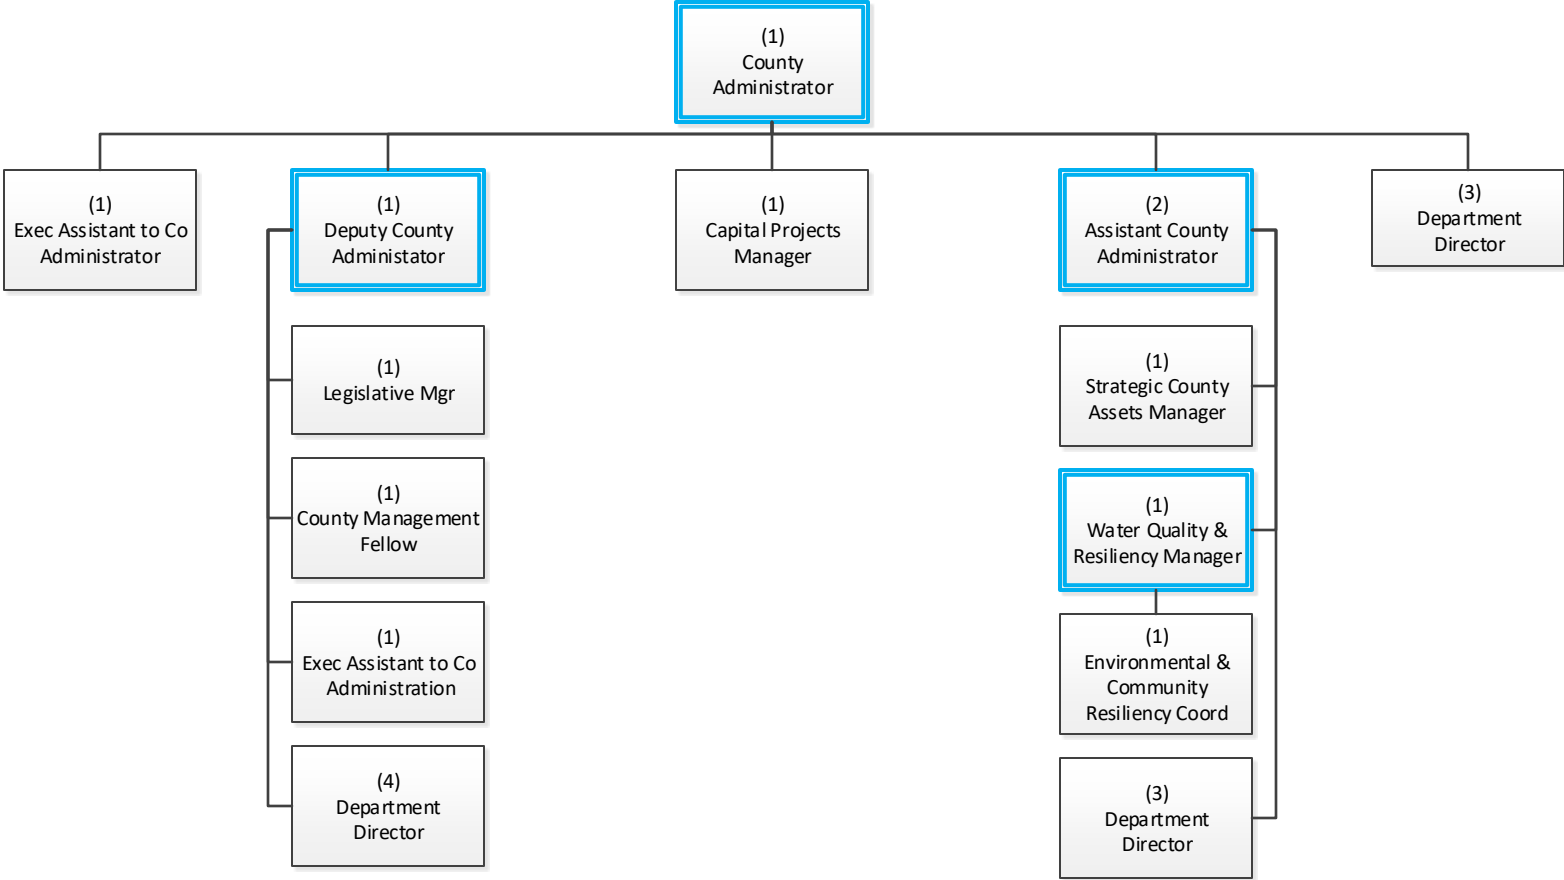 (1)
County
Administrator
(1)
Exec Assistant to Co
Administrator
(1)
Deputy County
Administator
(1)
Capital Projects
Manager
(2)
Assistant County
Administrator
(3)
Department
Director
(1)
Legislative Mgr
(1)
County Management
Fellow
(1)
Exec Assistant to Co
Administration
(4)
Department
Director
(1)
Strategic County
Assets Manager
(1)
Water Quality &
Resiliency Manager
(1)
Environmental &
Community
Resiliency Coord
(3)
Department
Director